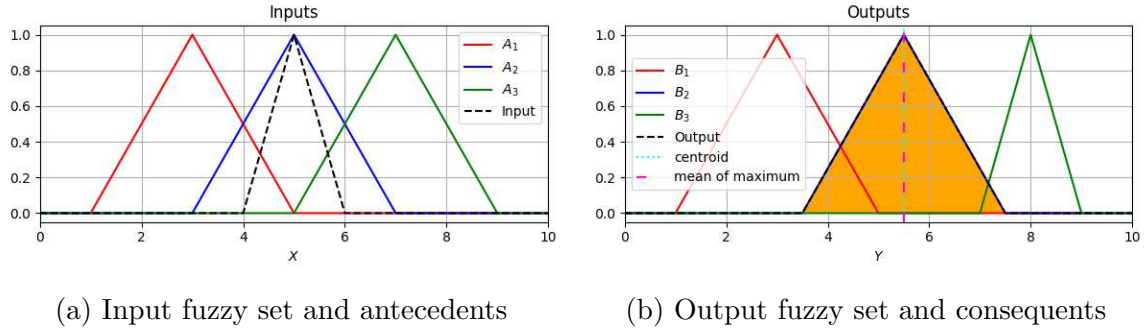 Inputs
1.0
0.8
0.6
0.4
0.2
0.0
0 2 4 6 8 10
X
A₁
A₂
A₃
Input
Outputs
1.0
0.8
0.6
0.4
0.2
0.0
0 2 4 6 8 10
Y
B₁
B₂
B₃
Output
centroid
mean of maximum
(a) Input fuzzy set and antecedents
(b) Output fuzzy set and consequents